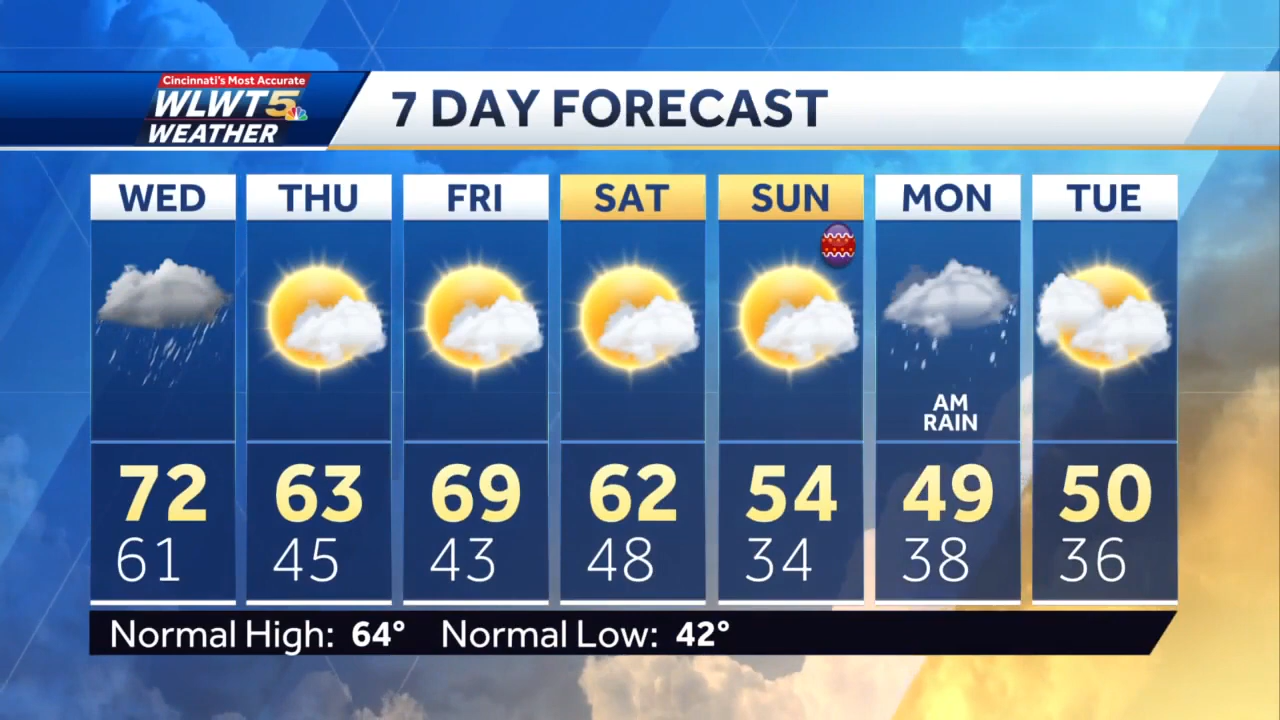 Cincinnati's Most Accurate
WLWT5
WEATHER
7 DAY FORECAST
WED THU FRI SAT SUN MON TUE
AM
RAIN
72 63 69 62 54 49 50
61 45 43 48 34 38 36
Normal High: 64° Normal Low: 42°